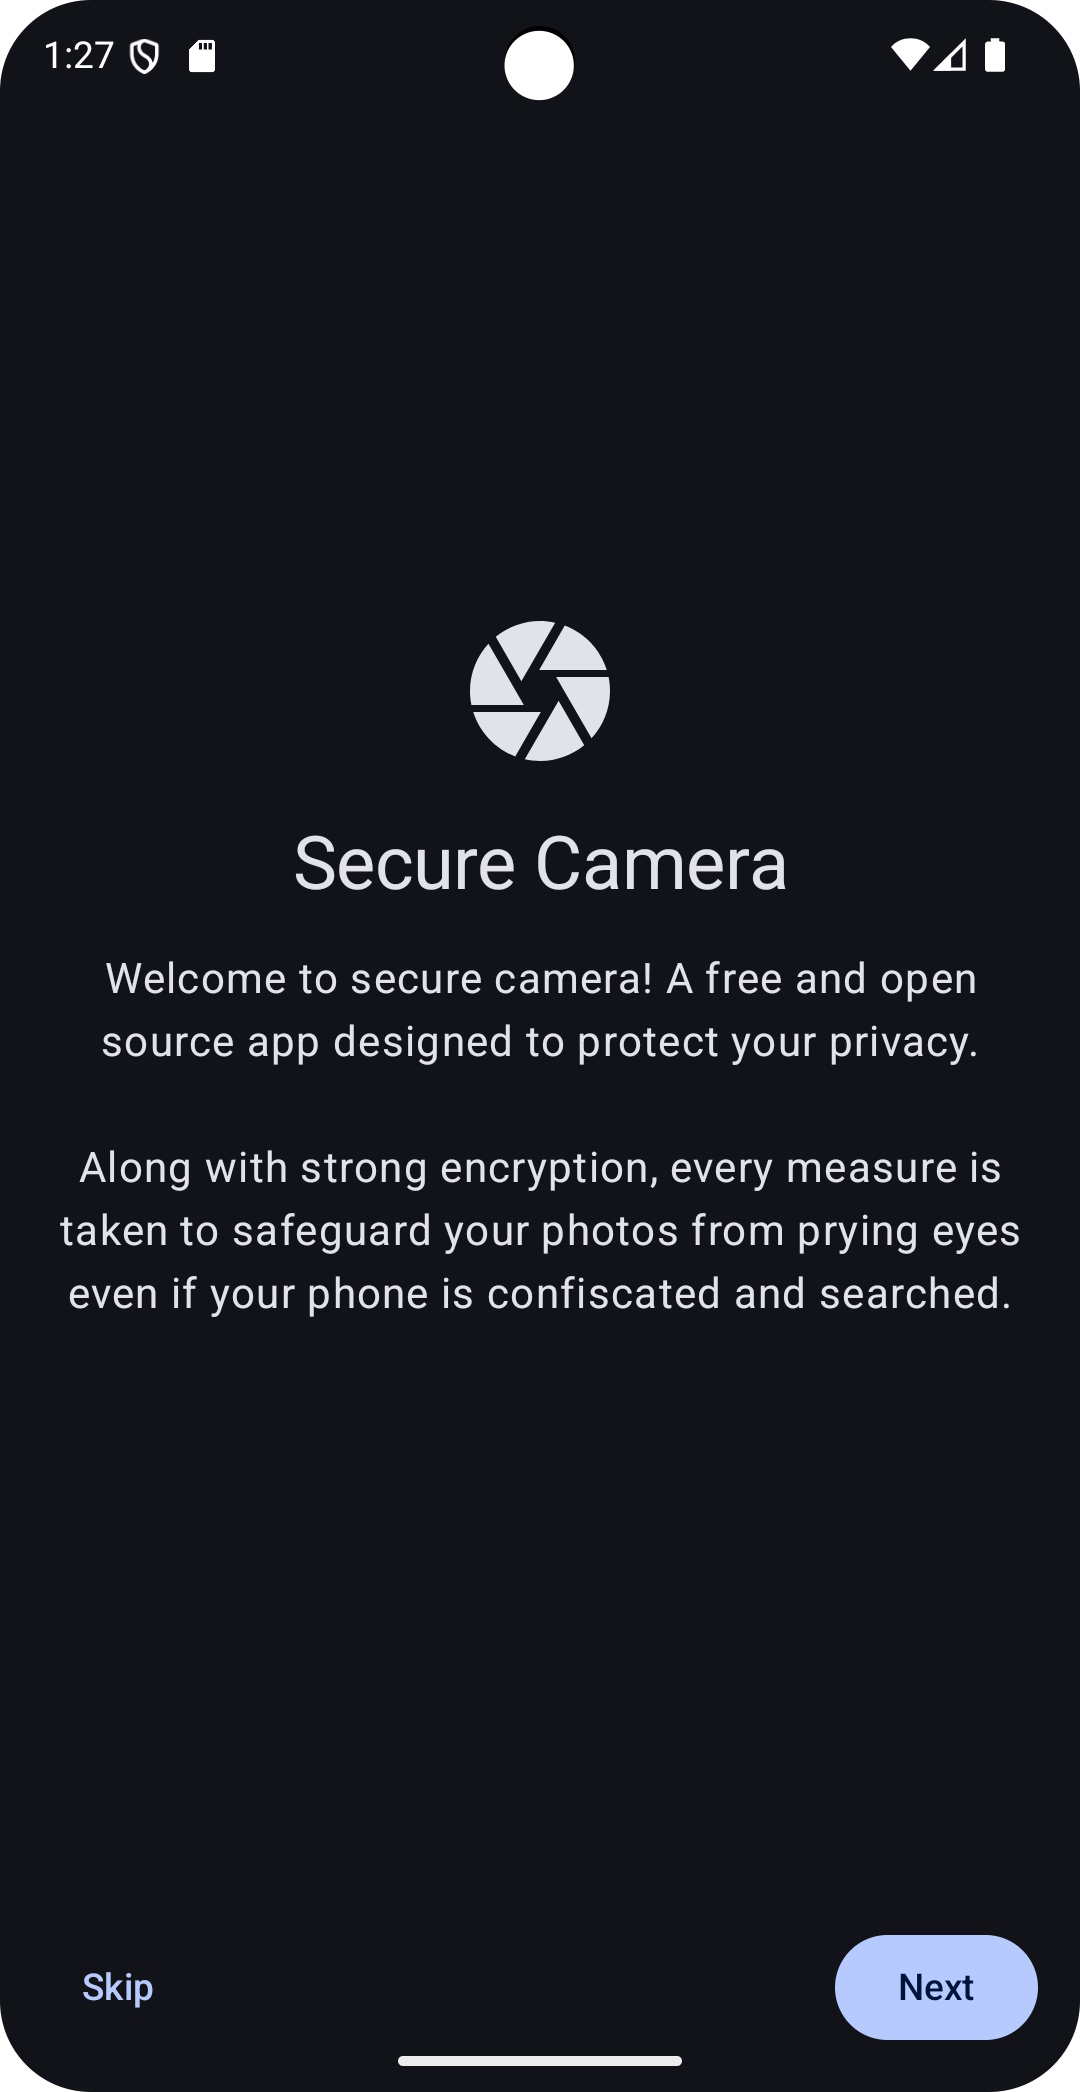 1:27
Secure Camera
Welcome to secure camera! A free and open
source app designed to protect your privacy.
Along with strong encryption, every measure is
taken to safeguard your photos from prying eyes
even if your phone is confiscated and searched.
Skip
Next